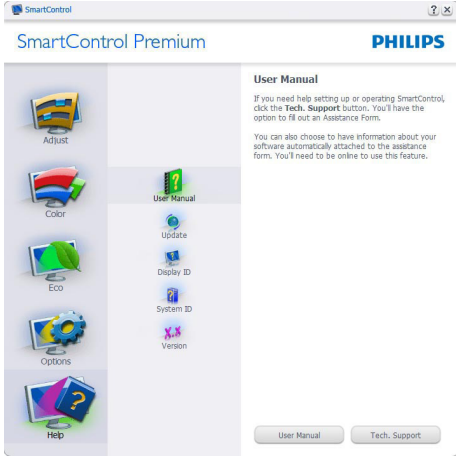 SmartControl
? X
SmartControl Premium
PHILIPS
Adjust
Color
Eco
Options
Help
User Manual
Update
Display ID
System ID
X.X
Version
User Manual
If you need help setting up or operating SmartControl,
click the Tech. Support button. You'll have the
option to fill out an Assistance Form.
You can also choose to have information about your
software automatically attached to the assistance
form. You'll need to be online to use this feature.
User Manual
Tech. Support